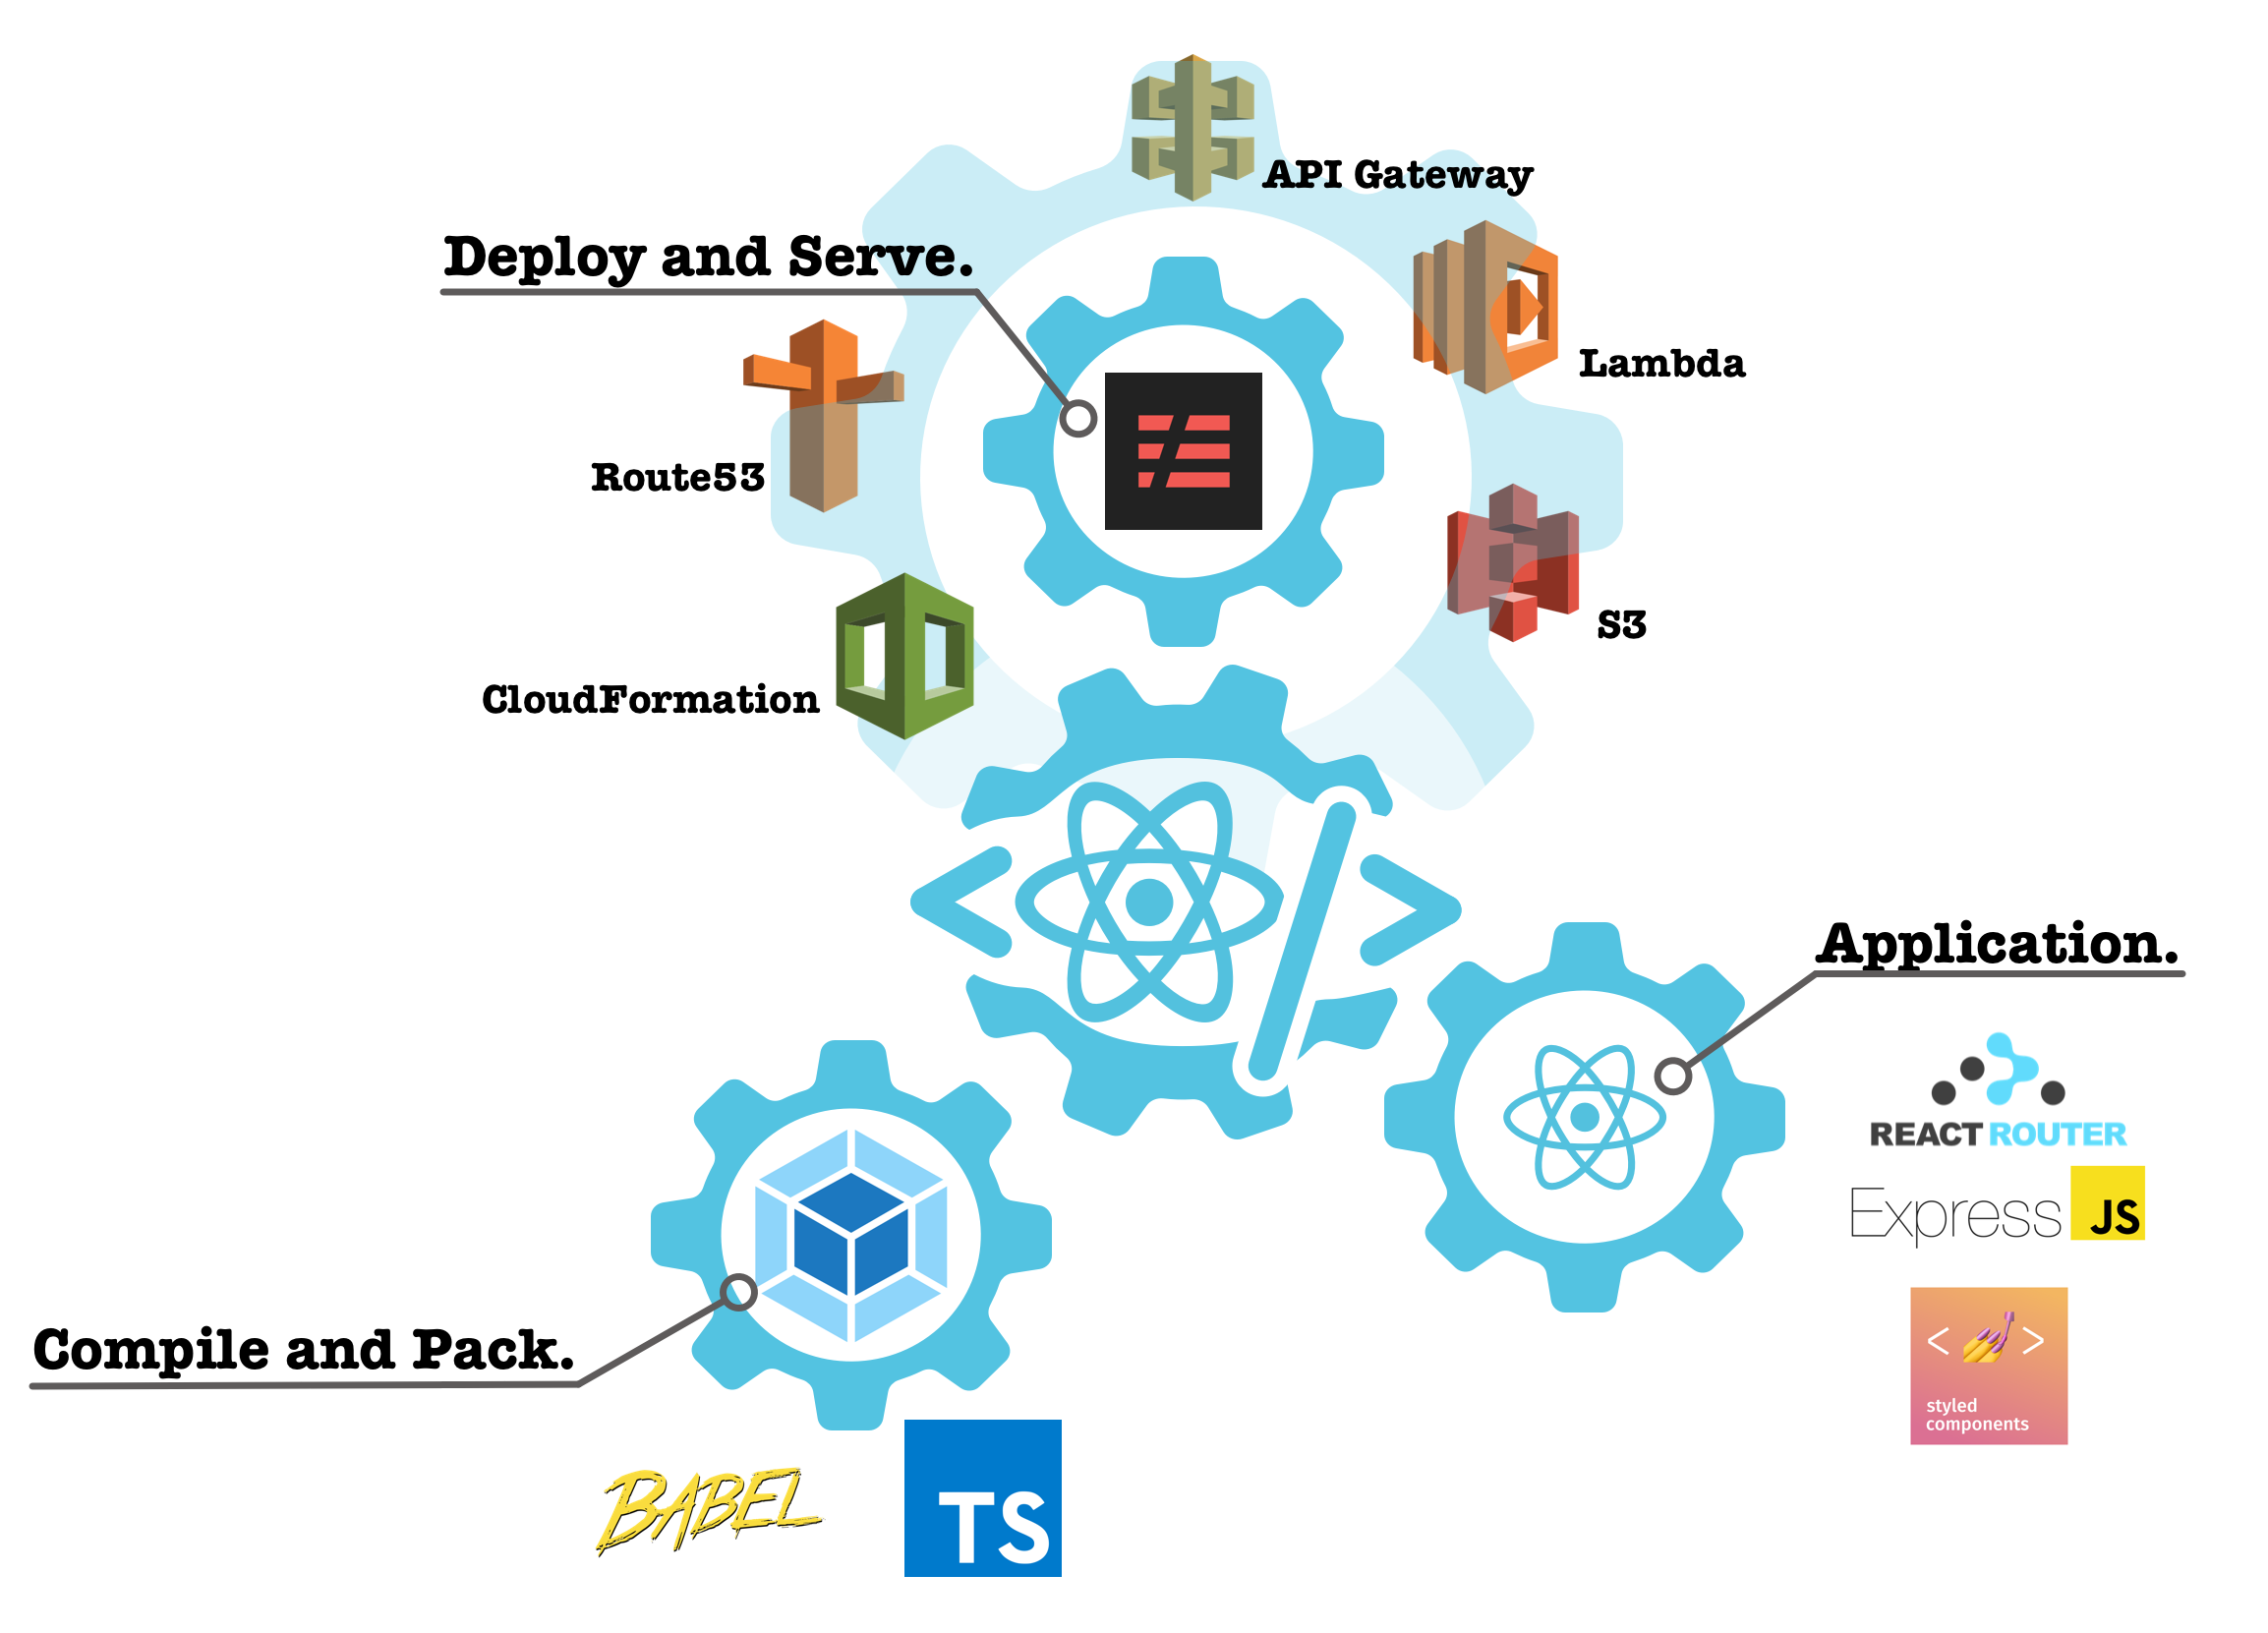 API Gateway
Deploy and Serve.
Lambda
Route53
S3
CloudFormation
Application.
REACT ROUTER
Express JS
Compile and Pack.
< >
styled
components
BABEL
TS